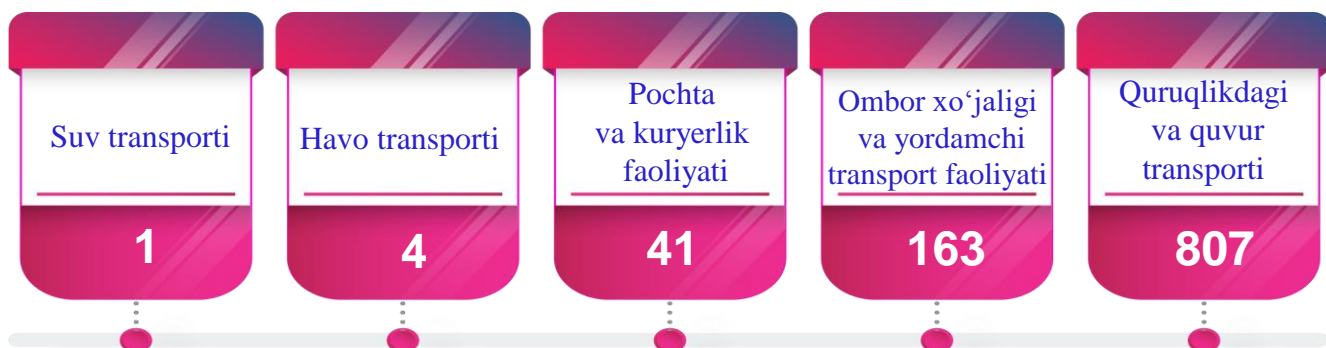 Suv transporti
1
Havo transporti
4
Pochta
va kuryerlik
faoliyati
41
Ombor xo‘jaligi
va yordamchi
transport faoliyati
163
Quruqlikdagi
va quvur
transporti
807